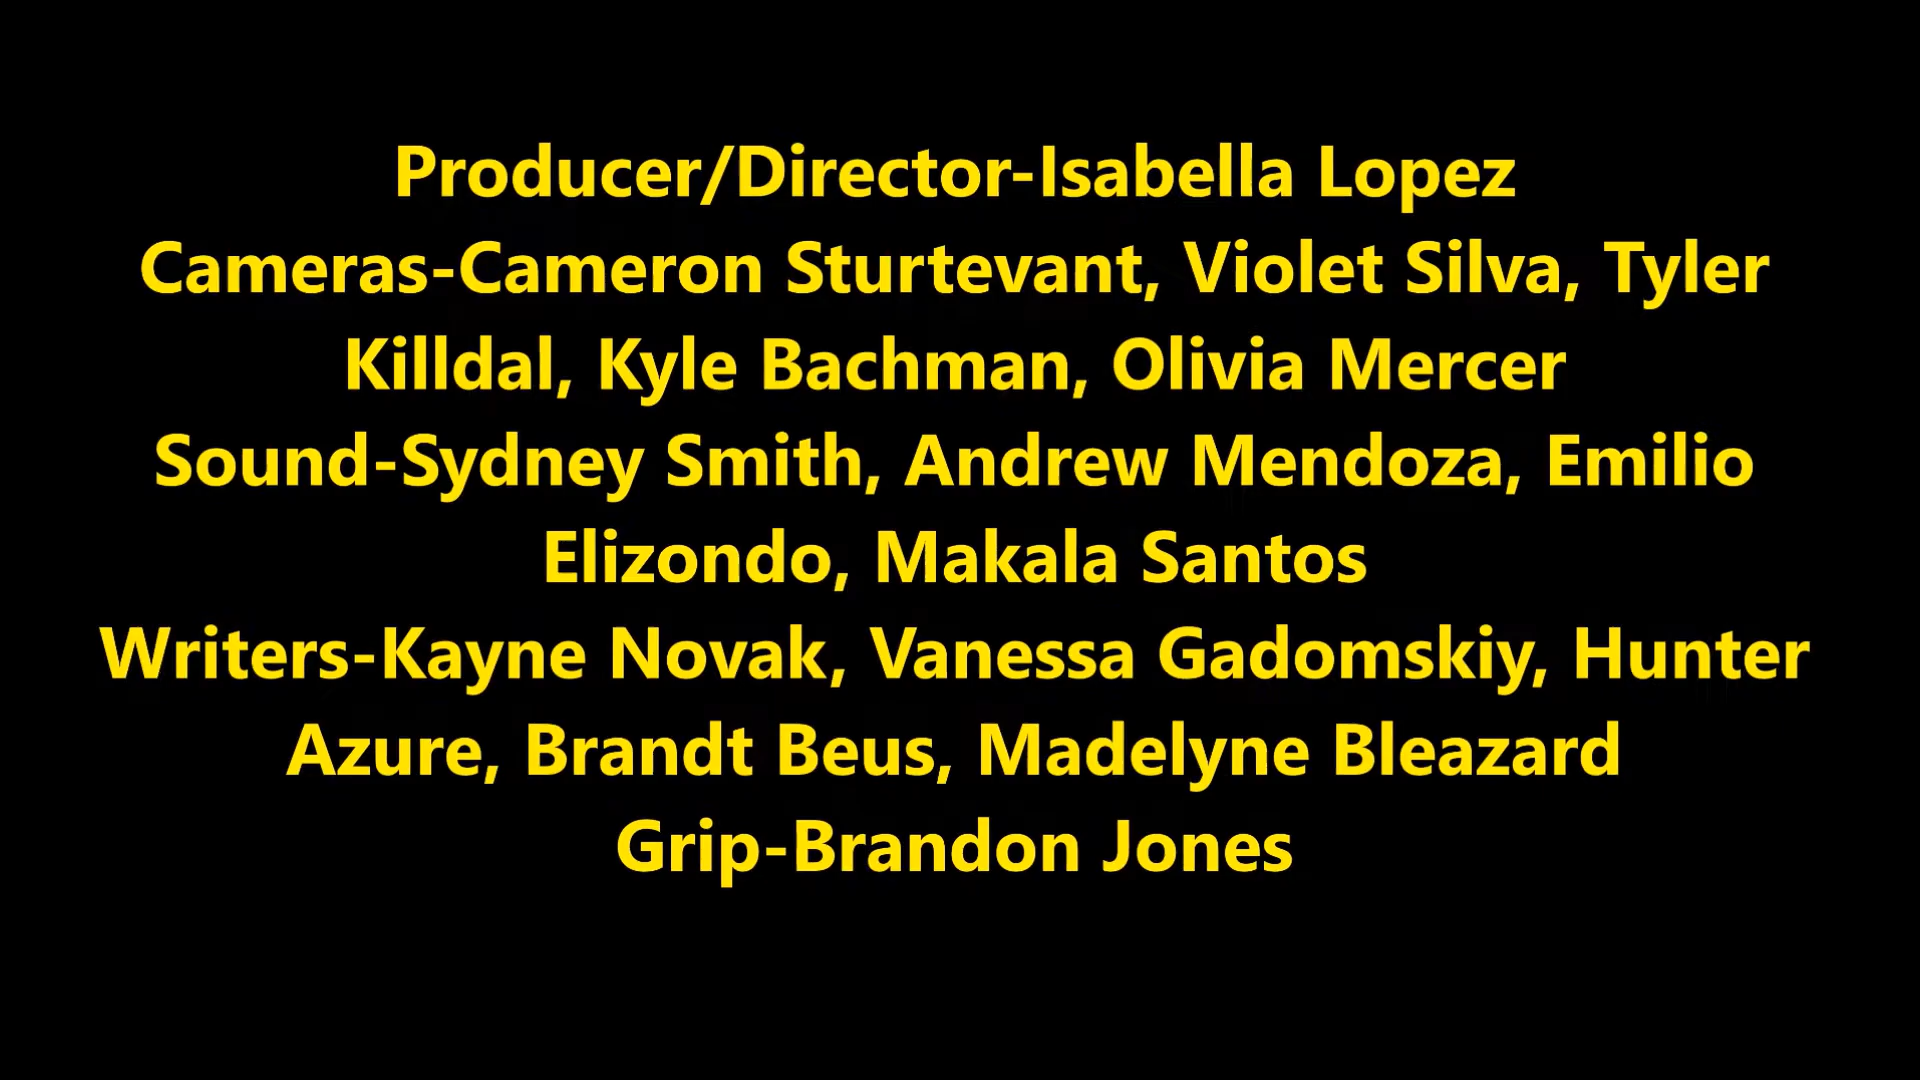 Producer/Director-Isabella Lopez
Cameras-Cameron Sturtevant, Violet Silva, Tyler
Killdal, Kyle Bachman, Olivia Mercer
Sound-Sydney Smith, Andrew Mendoza, Emilio
Elizondo, Makala Santos
Writers-Kayne Novak, Vanessa Gadomskiy, Hunter
Azure, Brandt Beus, Madelyne Bleazard
Grip-Brandon Jones